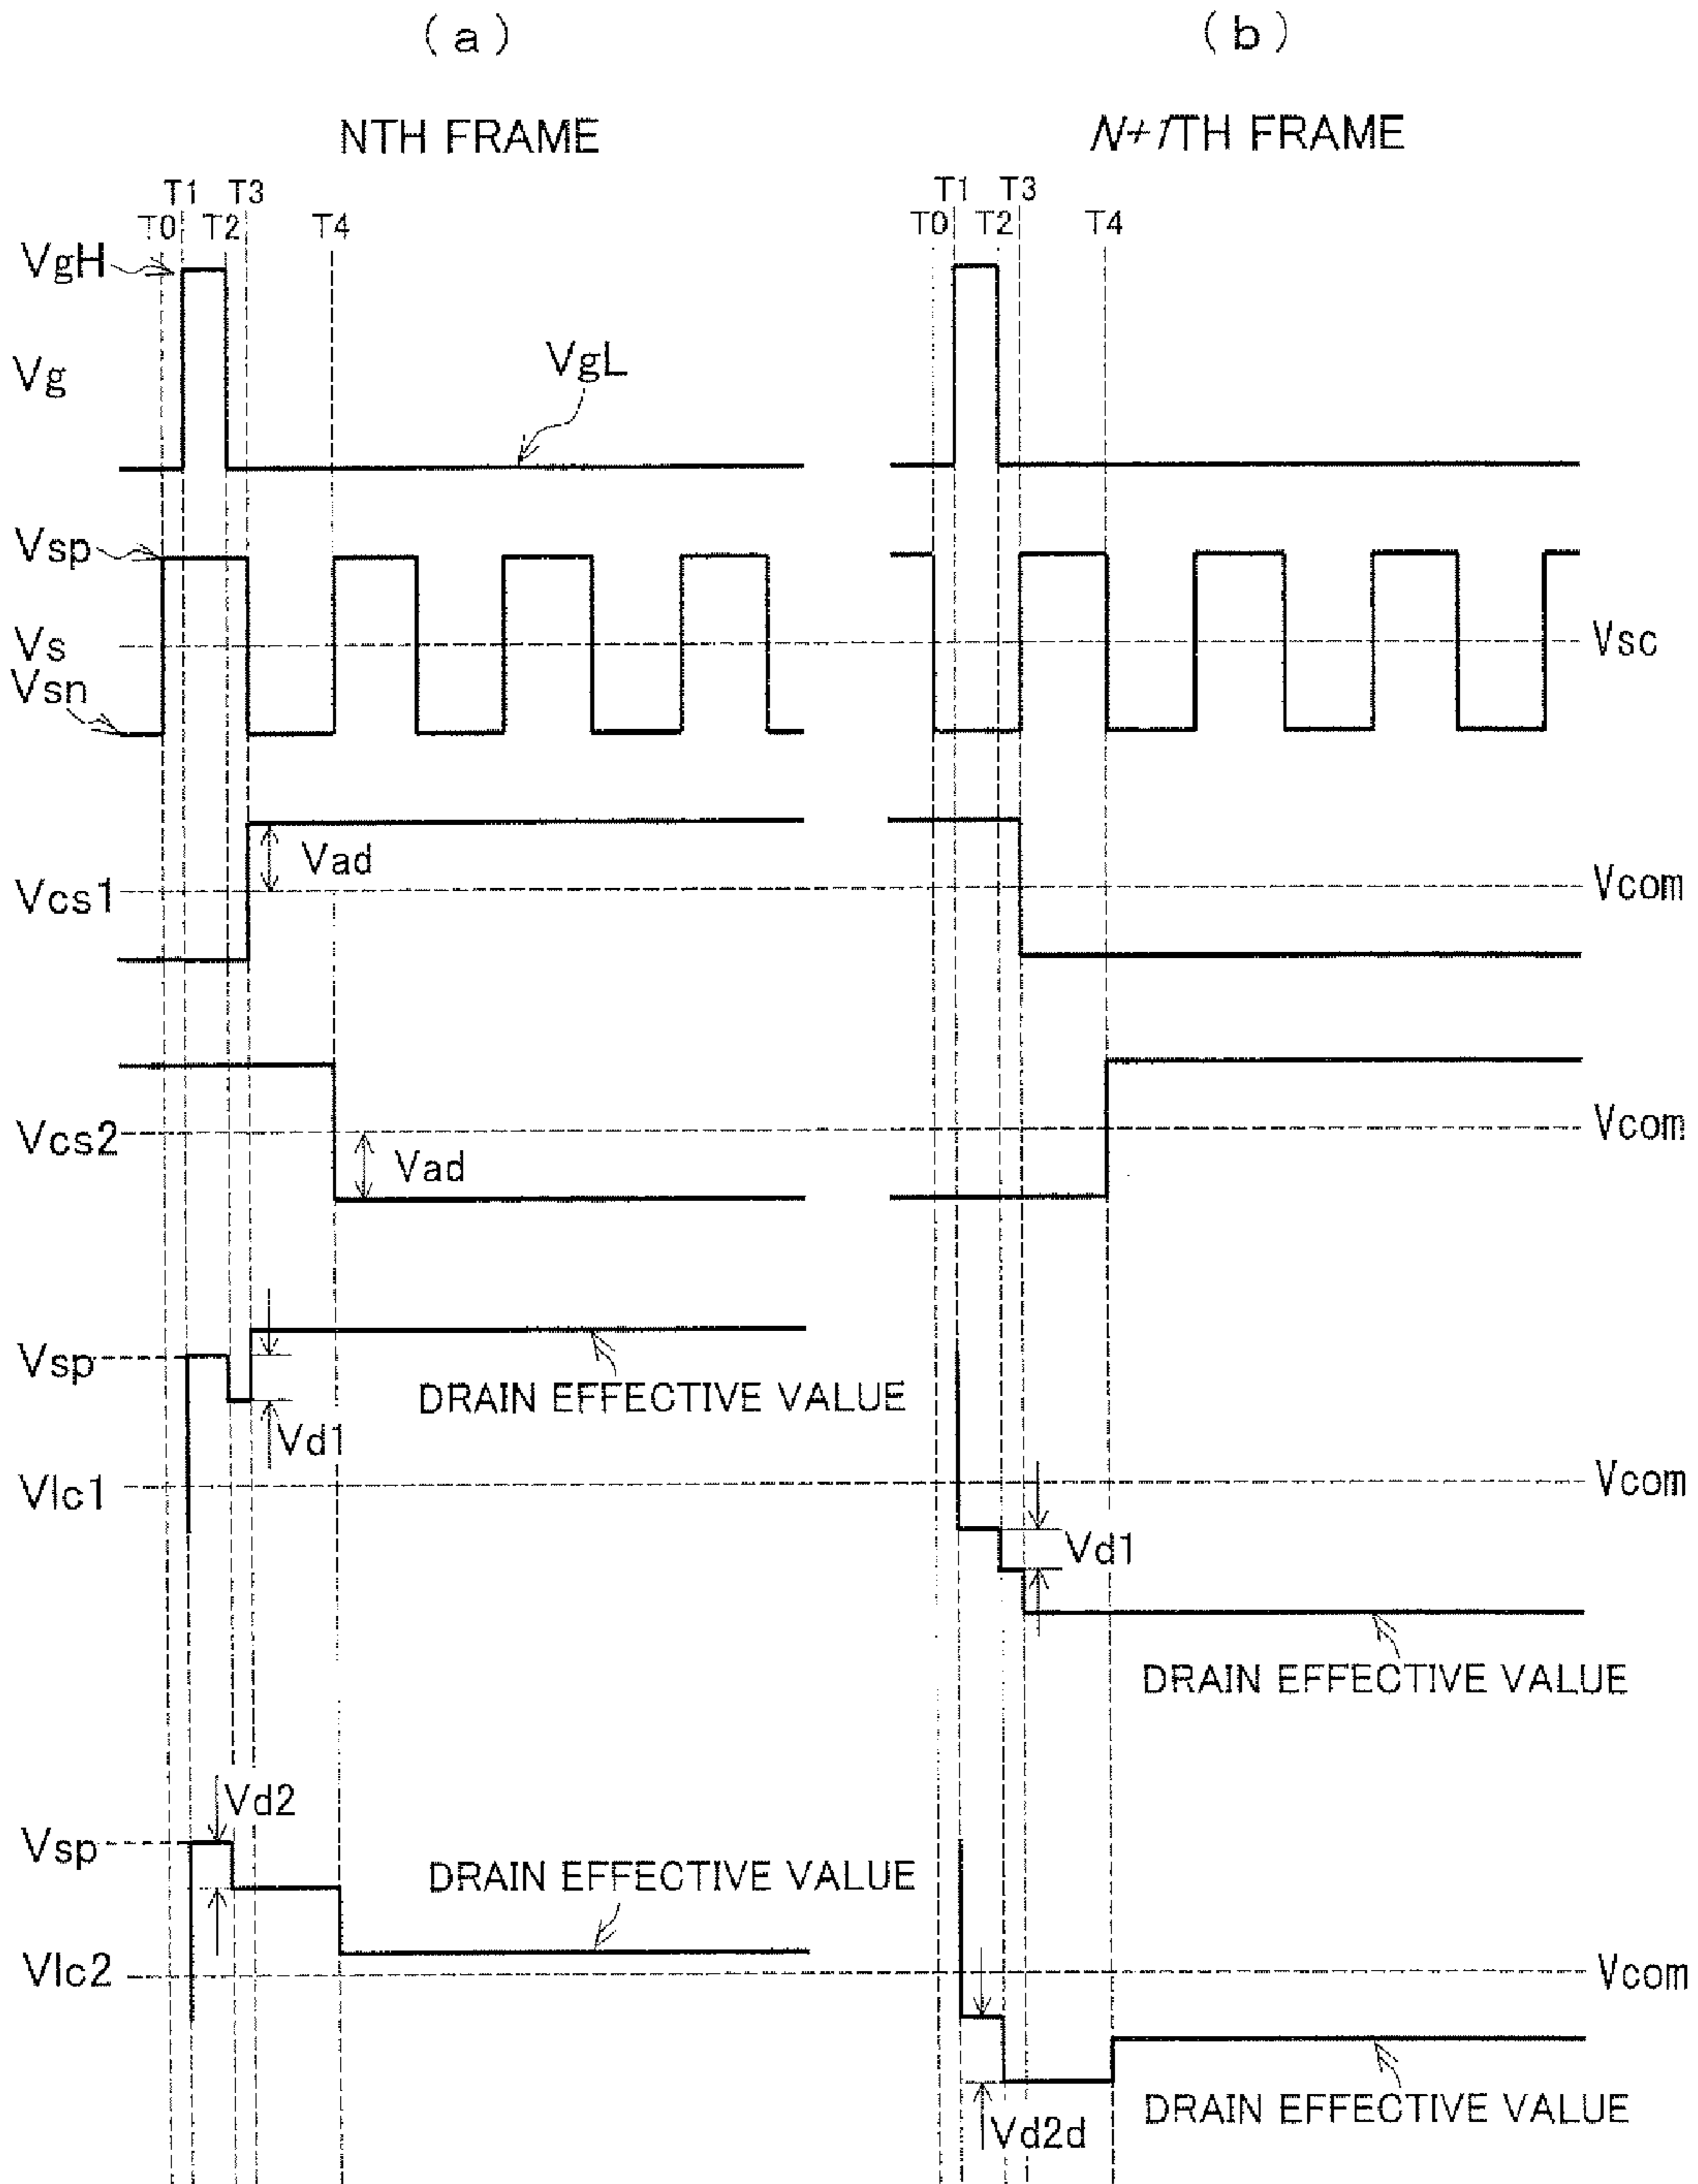 (a)
(b)
NTH FRAME
N+1TH FRAME
T1 T3
T0 T2 T4
T1 T3
T0 T2 T4
VgH
Vg
VgL
Vsp
Vs
Vsn
Vsc
Vad
Vcs1
Vcom
Vcs2
Vad
Vcom
Vsp
DRAIN EFFECTIVE VALUE
Vd1
Vlc1
Vcom
Vd1
DRAIN EFFECTIVE VALUE
Vd2
Vsp
DRAIN EFFECTIVE VALUE
Vlc2
Vcom
DRAIN EFFECTIVE VALUE
Vd2d